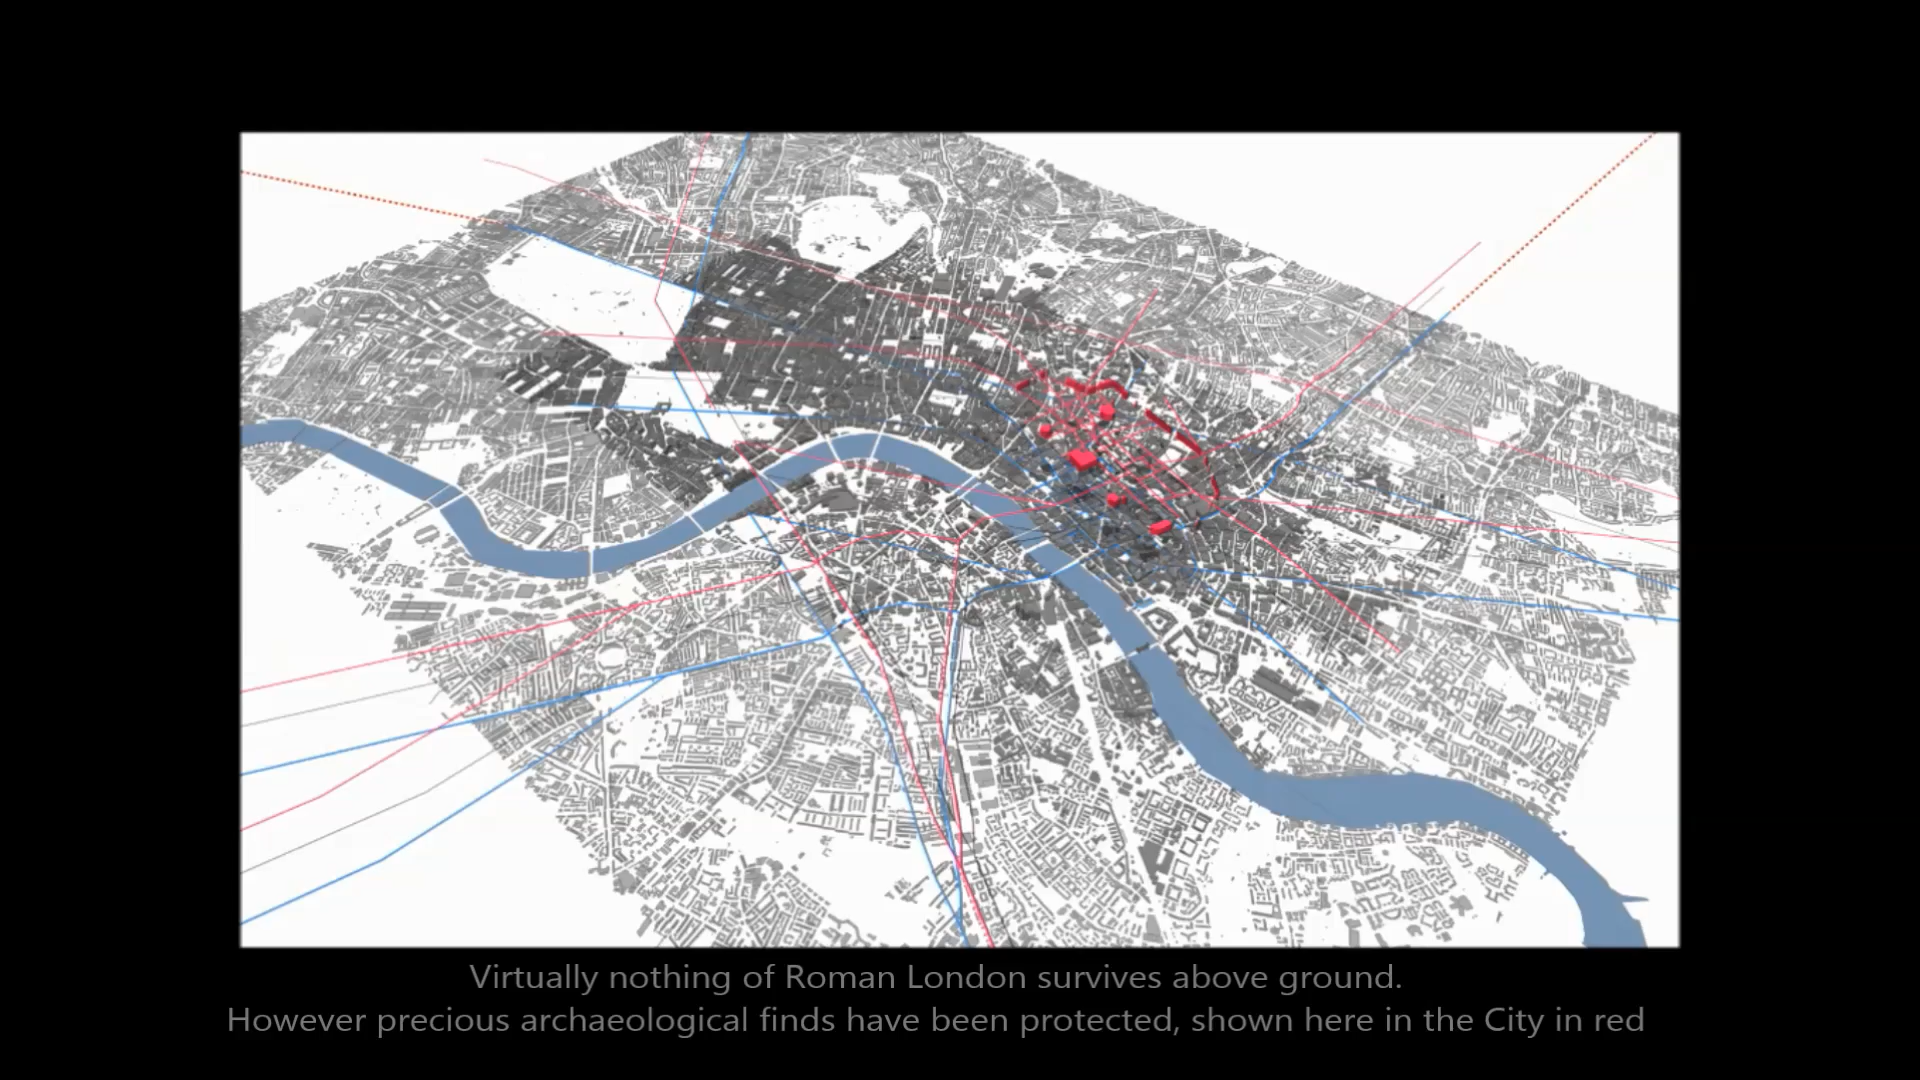 Virtually nothing of Roman London survives above ground.
However precious archaeological finds have been protected, shown here in the City in red